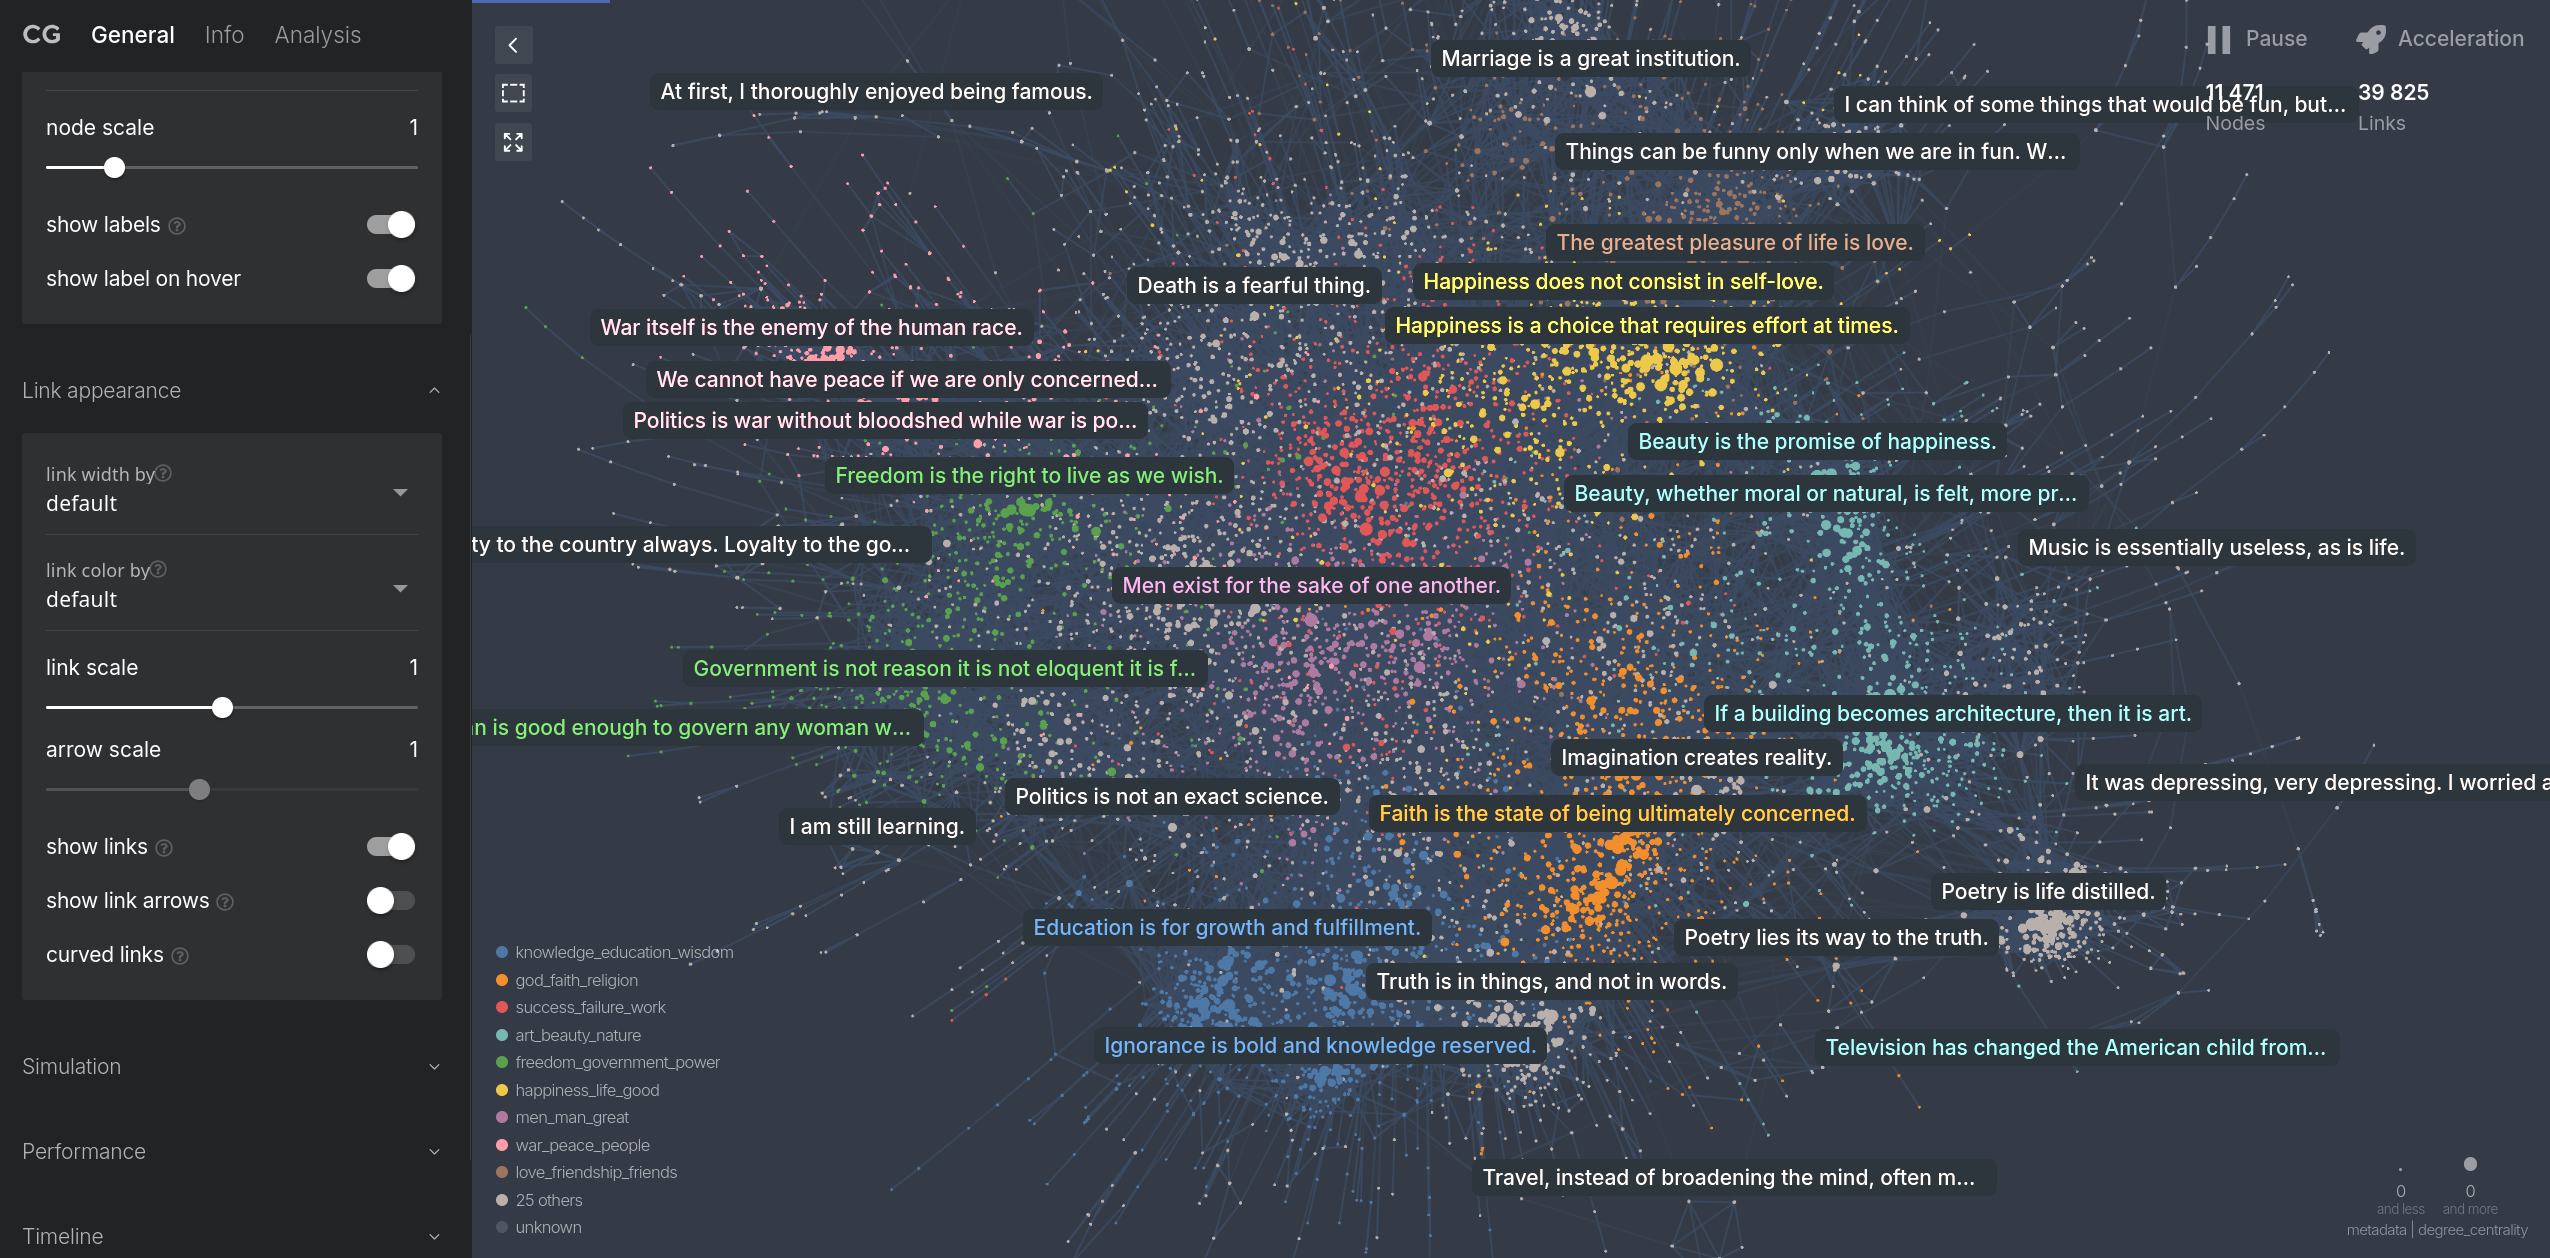 CG General Info Analysis
node scale 1
show labels
show label on hover
Link appearance
link width by
default
link color by
default
link scale 1
arrow scale 1
show links
show link arrows
curved links
Simulation
Performance
Timeline
Pause Acceleration
11 471 39 825
Nodes Links
Marriage is a great institution.
At first, I thoroughly enjoyed being famous.
I can think of some things that would be fun, but...
Things can be funny only when we are in fun. W...
The greatest pleasure of life is love.
Death is a fearful thing.
Happiness does not consist in self-love.
War itself is the enemy of the human race.
Happiness is a choice that requires effort at times.
We cannot have peace if we are only concerned...
Politics is war without bloodshed while war is po...
Beauty is the promise of happiness.
Freedom is the right to live as we wish.
Beauty, whether moral or natural, is felt, more pr...
ty to the country always. Loyalty to the go...
Music is essentially useless, as is life.
Men exist for the sake of one another.
Government is not reason it is not eloquent it is f...
If a building becomes architecture, then it is art.
n is good enough to govern any woman w...
Imagination creates reality.
It was depressing, very depressing. I worried a
Politics is not an exact science.
Faith is the state of being ultimately concerned.
I am still learning.
Poetry is life distilled.
Education is for growth and fulfillment.
Poetry lies its way to the truth.
Truth is in things, and not in words.
Ignorance is bold and knowledge reserved.
Television has changed the American child from...
Travel, instead of broadening the mind, often m...
knowledge_education_wisdom
god_faith_religion
success_failure_work
art_beauty_nature
freedom_government_power
happiness_life_good
men_man_great
war_peace_people
love_friendship_friends
25 others
unknown
0 0
and less and more
metadata | degree_centrality